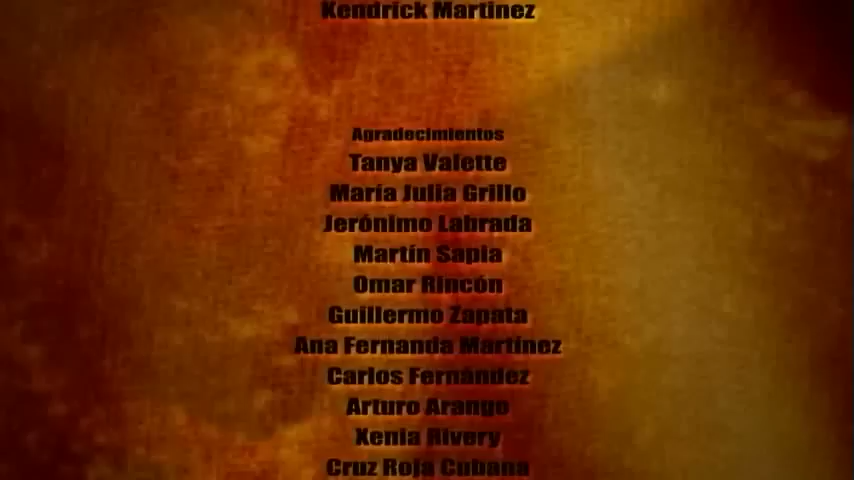 Kendrick Martinez
Agradecimientos
Tanya Valette
María Julia Grillo
Jerónimo Labrada
Martín Sapia
Omar Rincón
Guillermo Zapata
Ana Fernanda Martínez
Carlos Fernández
Arturo Arango
Xenia Rivery
Cruz Roja Cubana